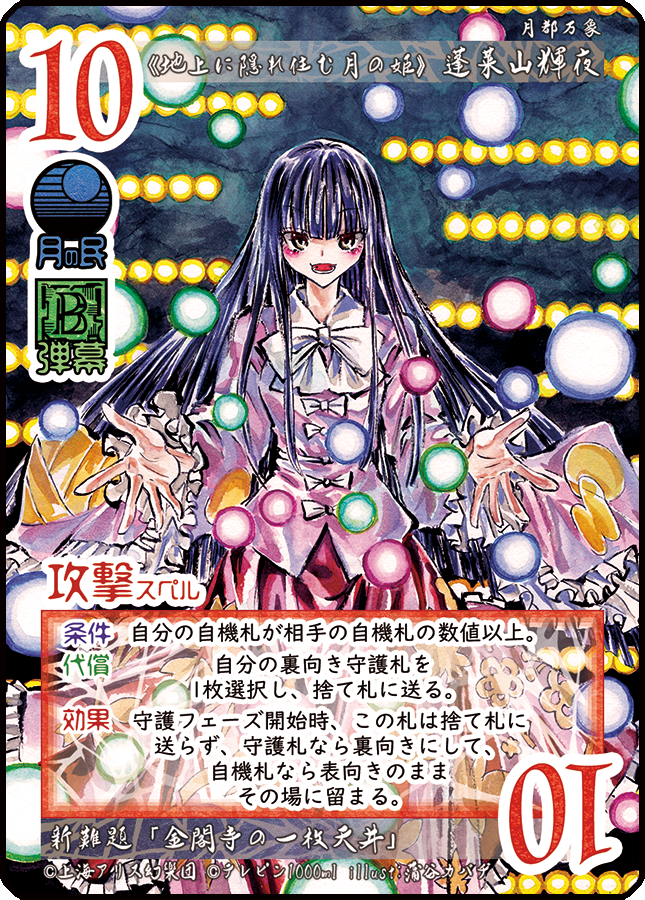 月都万象
10 《地上に隠れ住む月の姫》 蓬莱山輝夜
月の民
B
弾幕
攻撃スペル
条件 自分の自機札が相手の自機札の数値以上。
代償 自分の裏向き守護札を
1枚選択し、捨て札に送る。
効果 守護フェーズ開始時、この札は捨て札に
送らず、守護札なら裏向きにして、
自機札なら表向きのまま
その場に留まる。
10
新難題「金閣寺の一枚天井」
©上海アリス幻樂団 ©テレピン1000ml illust:蒲谷カバヂ